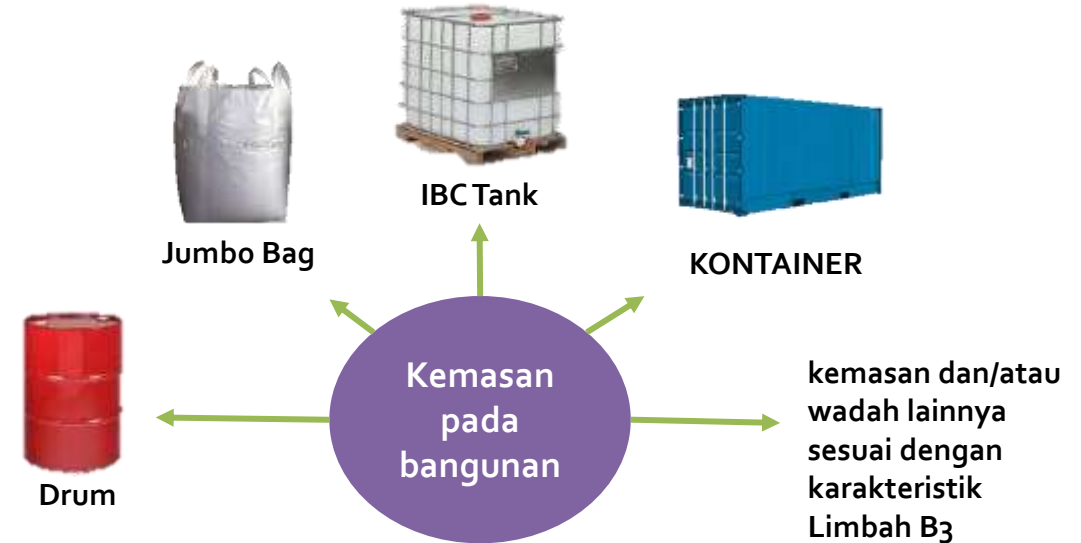 IBC Tank
Jumbo Bag
KONTAINER
Kemasan
pada
bangunan
kemasan dan/atau
wadah lainnya
sesuai dengan
karakteristik
Limbah B3
Drum